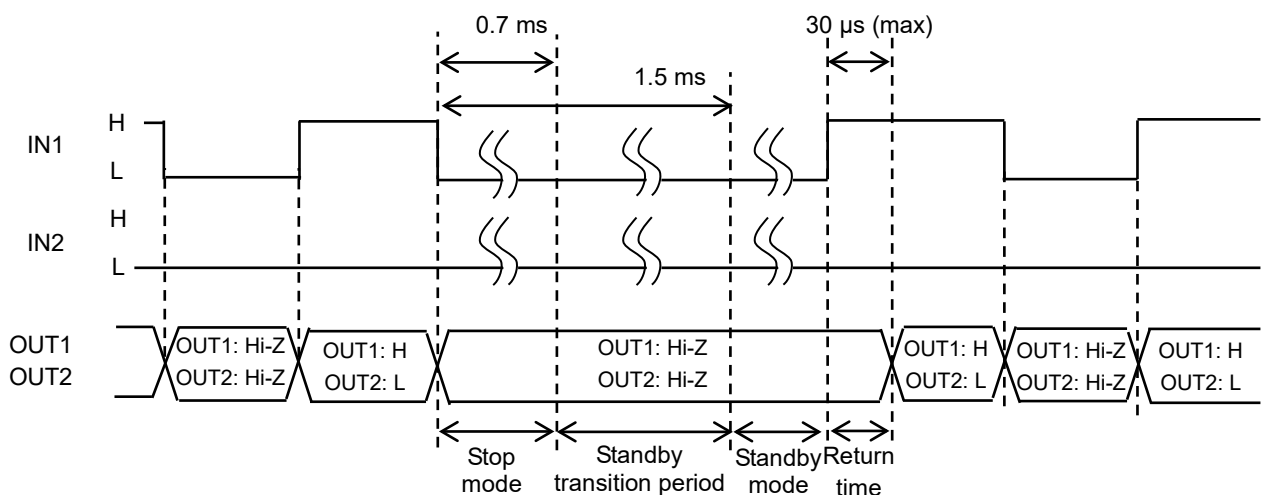 0.7 ms
30 µs (max)
1.5 ms
IN1
H
L
IN2
H
L
OUT1
OUT2
OUT1: Hi-Z
OUT2: Hi-Z
OUT1: H
OUT2: L
OUT1: Hi-Z
OUT2: Hi-Z
OUT1: H
OUT2: L
OUT1: Hi-Z
OUT2: Hi-Z
OUT1: H
OUT2: L
Stop
mode
Standby
transition period
Standby
mode
Return
time